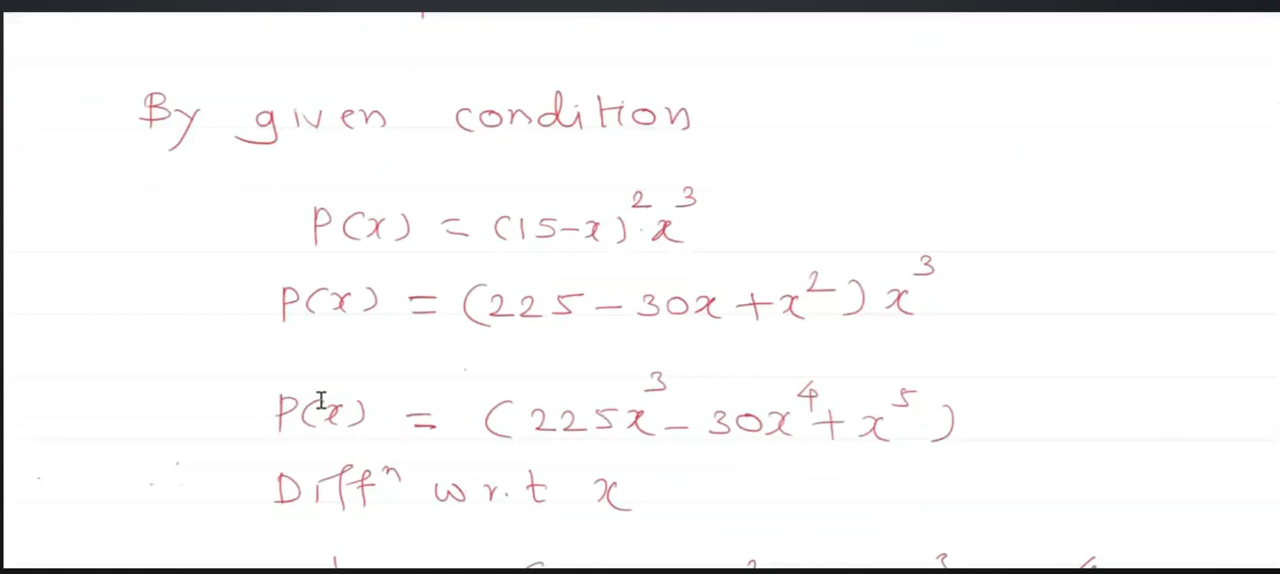 By given condition
P(x) = (15-x)².x³
P(x) = (225 - 30x + x²) x³
P(x) = (225x³ - 30x⁴ + x⁵)
Diffⁿ w.r.t x